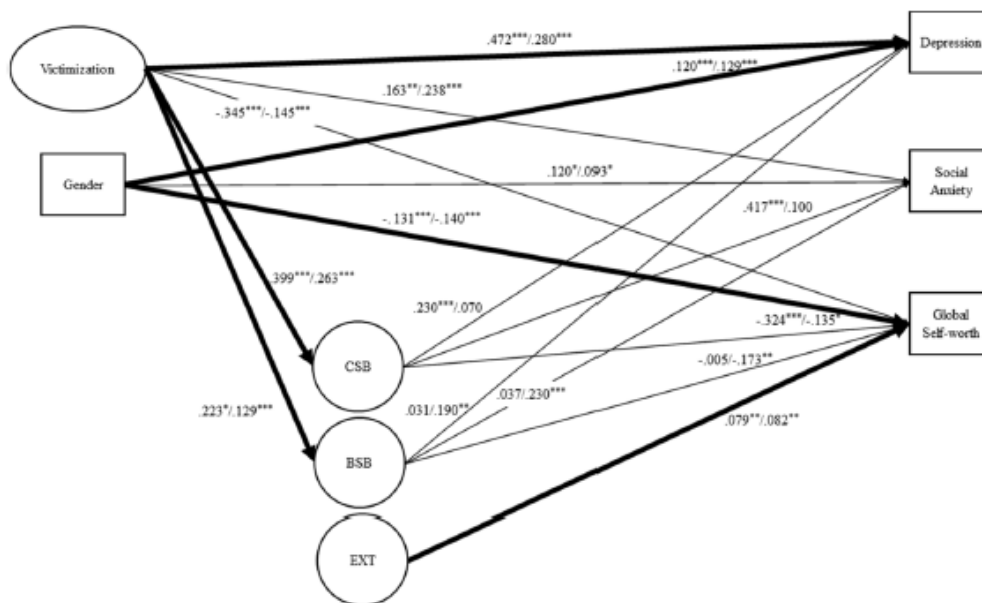 .472***/.280***
Depression
Victimization
.120***/.129***
.163**/.238***
-.345***/-.145***
Gender
.120*/.093*
Social
Anxiety
.417***/.100
-.131***/-.140***
.399***/.263***
.230***/.070
Global
Self-worth
-.324***/-.135*
CSB
-.005/-.173**
.037/.230***
.223*/.129***
.031/.190**
.079**/.082**
BSB
EXT